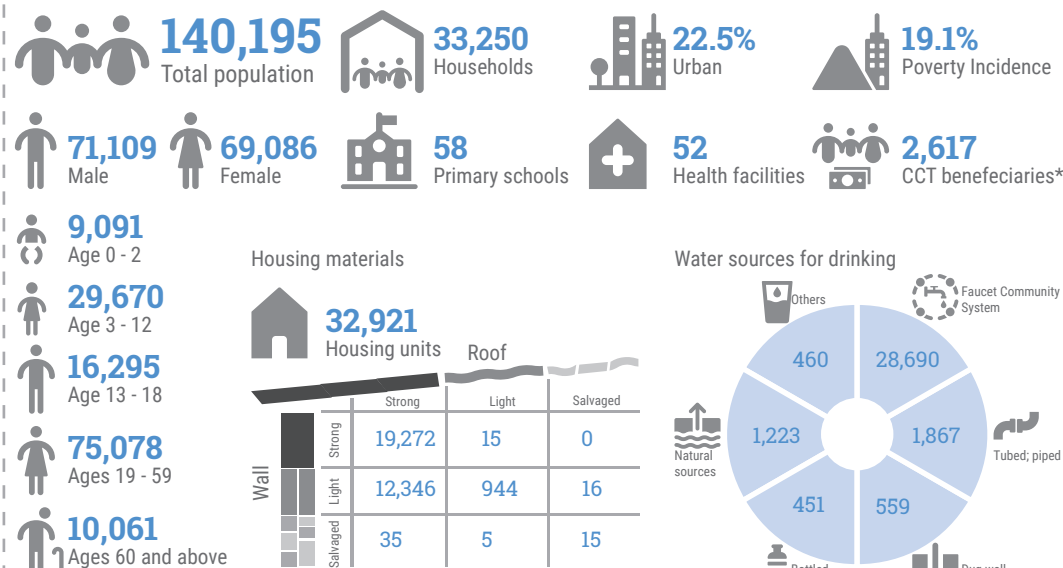 140,195
Total population
33,250
Households
22.5%
Urban
19.1%
Poverty Incidence
71,109
Male
69,086
Female
58
Primary schools
52
Health facilities
2,617
CCT benefeciaries*
9,091
Age 0 - 2
29,670
Age 3 - 12
16,295
Age 13 - 18
75,078
Ages 19 - 59
10,061
Ages 60 and above
Housing materials
32,921
Housing units
Roof
Strong
Light
Salvaged
Wall
Strong
19,272
15
0
Light
12,346
944
16
Salvaged
35
5
15
Water sources for drinking
Others
Faucet Community
System
460
28,690
Natural
sources
1,223
1,867
Tubed; piped
451
559
Bottled
Dug well